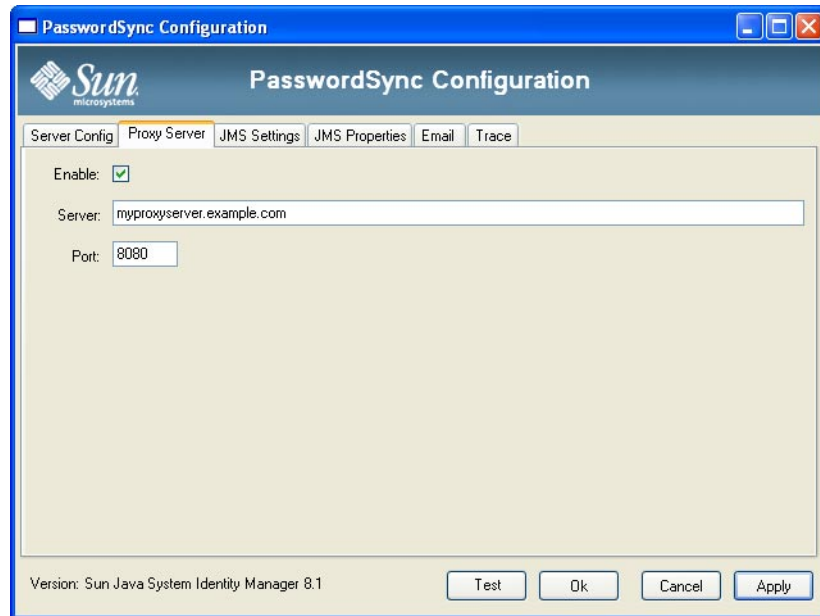 PasswordSync Configuration
Sun
microsystems
PasswordSync Configuration
Server Config Proxy Server JMS Settings JMS Properties Email Trace
Enable:
Server: myproxyserver.example.com
Port: 8080
Version: Sun Java System Identity Manager 8.1 Test Ok Cancel Apply